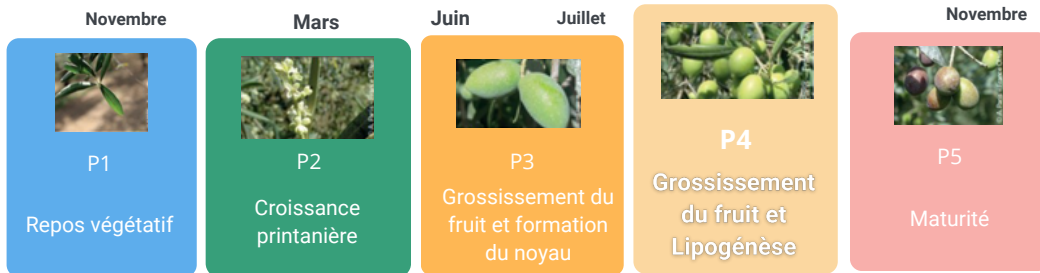 Novembre
Mars
Juin
Juillet
Novembre
P1
Repos végétatif
P2
Croissance
printanière
P3
Grossissement du
fruit et formation
du noyau
P4
Grossissement
du fruit et
Lipogénèse
P5
Maturité